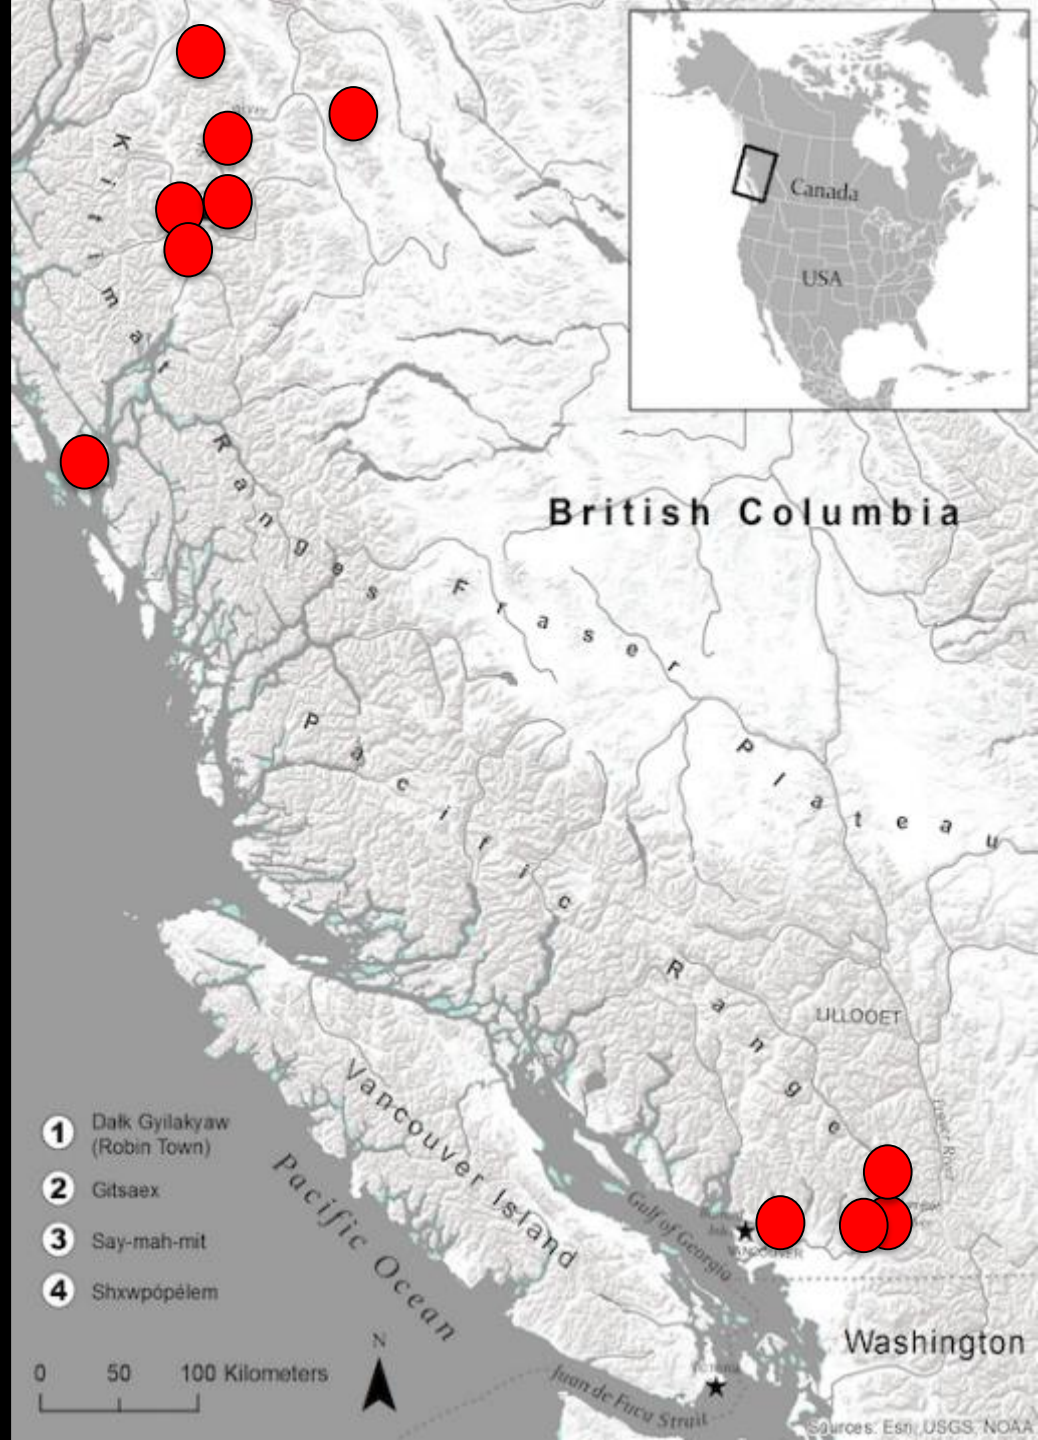 Canada
USA
Kitimat
Ranges
British Columbia
Fraser
Plateau
Pacific
Range
LILLOOET
Vancouver Island
Pacific Ocean
Gulf of Georgia
VANCOUVER
1 Dałk Gyilakyaw
(Robin Town)
2 Gitsaex
3 Say-mah-mit
4 Shxwpópélem
Washington
N
0 50 100 Kilometers
Juan de Fuca Strait
Sources: Esri, USGS, NOAA